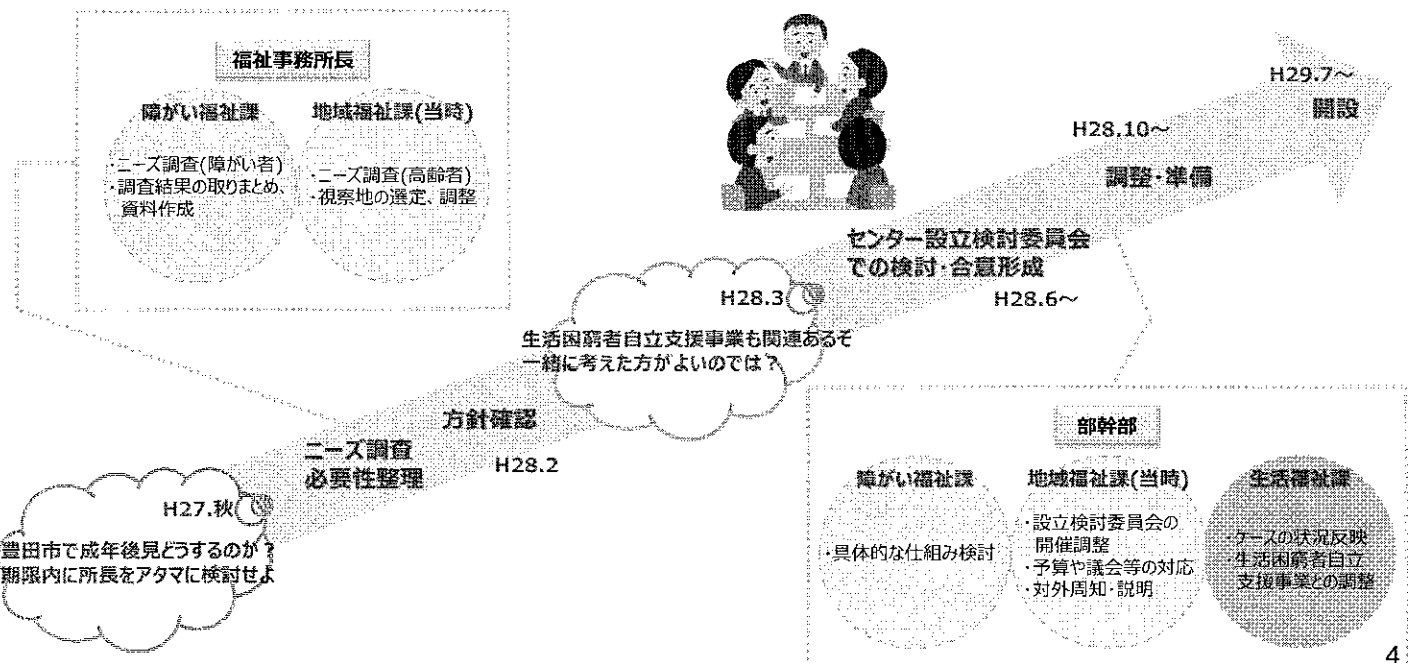 福祉事務所長
障がい福祉課
・ニーズ調査(障がい者)
・調査結果の取りまとめ、
資料作成
地域福祉課(当時)
・ニーズ調査(高齢者)
・視察地の選定、調整
H29.7～
開設
H28.10～
調整・準備
センター設立検討委員会
での検討・合意形成
H28.6～
H28.3
生活困窮者自立支援事業も関連あるぞ
一緒に考えた方がよいのでは？
方針確認
H28.2
ニーズ調査
必要性整理
H27.秋
豊田市で成年後見どうするのか？
期限内に所長をアタマに検討せよ
部幹部
障がい福祉課
・具体的な仕組み検討
地域福祉課(当時)
・設立検討委員会の
開催調整
・予算や議会等の対応
・対外周知・説明
生活福祉課
・ケースの状況反映
・生活困窮者自立
支援事業との調整
4